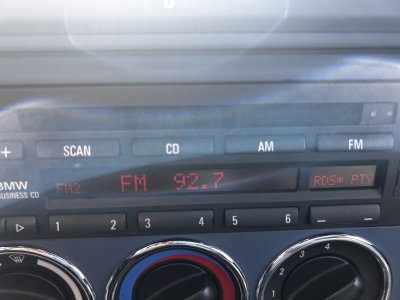 + SCAN CD AM FM
BMW FM2 FM 92.7 RDS* PTY
BUSINESS CD
1 2 3 4 5 6
4
3
2
1